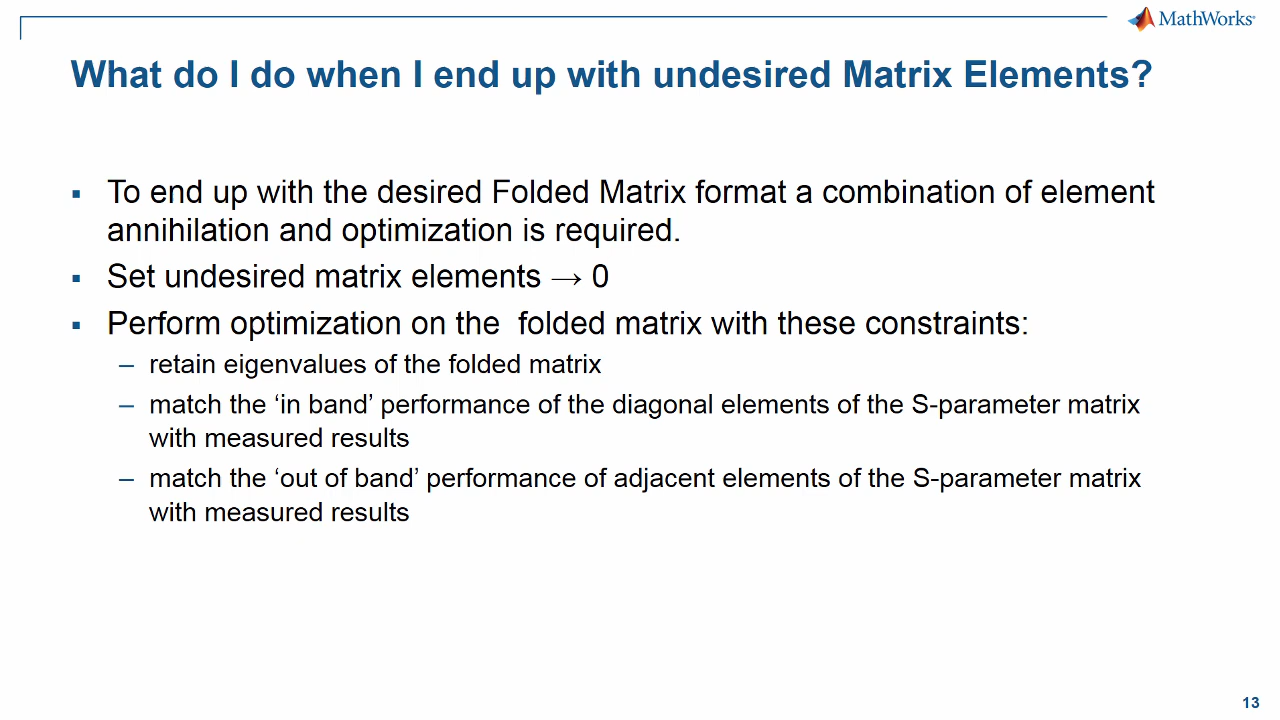 MathWorks®
What do I do when I end up with undesired Matrix Elements?
▪ To end up with the desired Folded Matrix format a combination of element
annihilation and optimization is required.
▪ Set undesired matrix elements → 0
▪ Perform optimization on the  folded matrix with these constraints:
– retain eigenvalues of the folded matrix
– match the ‘in band’ performance of the diagonal elements of the S-parameter matrix
with measured results
– match the ‘out of band’ performance of adjacent elements of the S-parameter matrix
with measured results
13